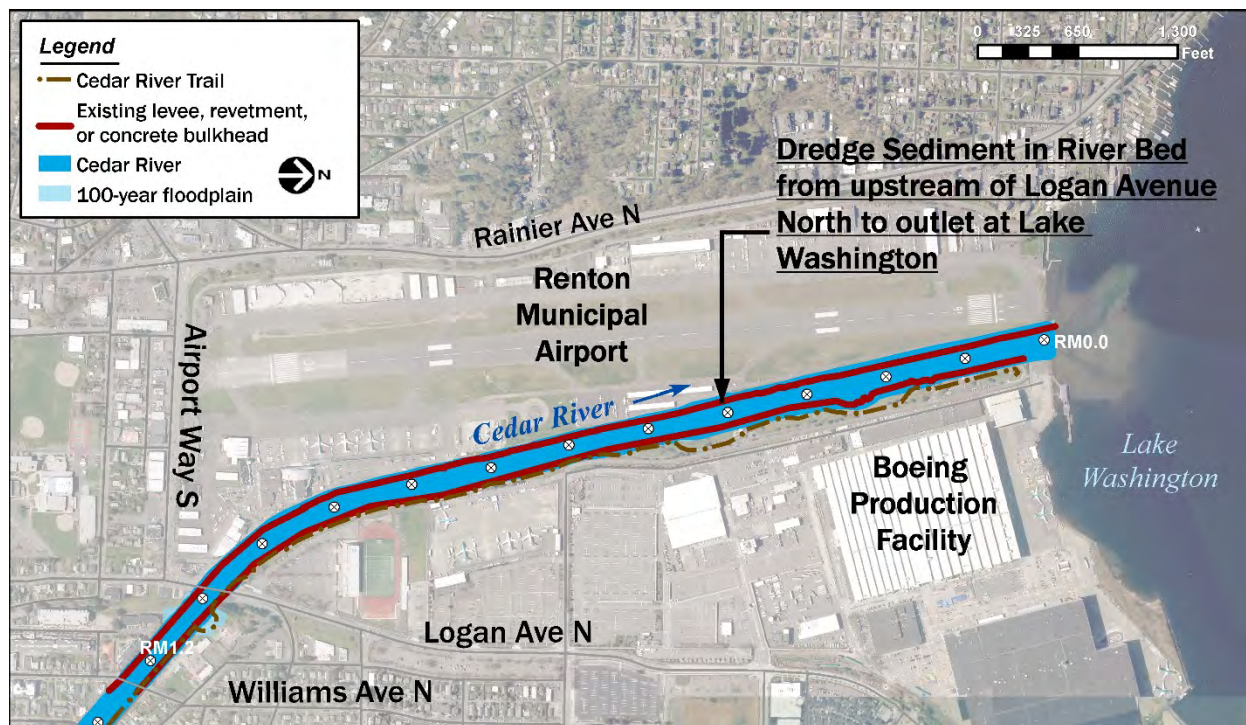 Legend
Cedar River Trail
Existing levee, revetment,
or concrete bulkhead
Cedar River
100-year floodplain
N
0 325 650 1,300
Feet
Dredge Sediment in River Bed
from upstream of Logan Avenue
North to outlet at Lake
Washington
Rainier Ave N
Renton
Municipal
Airport
Airport Way S
Cedar River
RM0.0
Lake
Washington
Boeing
Production
Facility
Logan Ave N
RM1.2
Williams Ave N